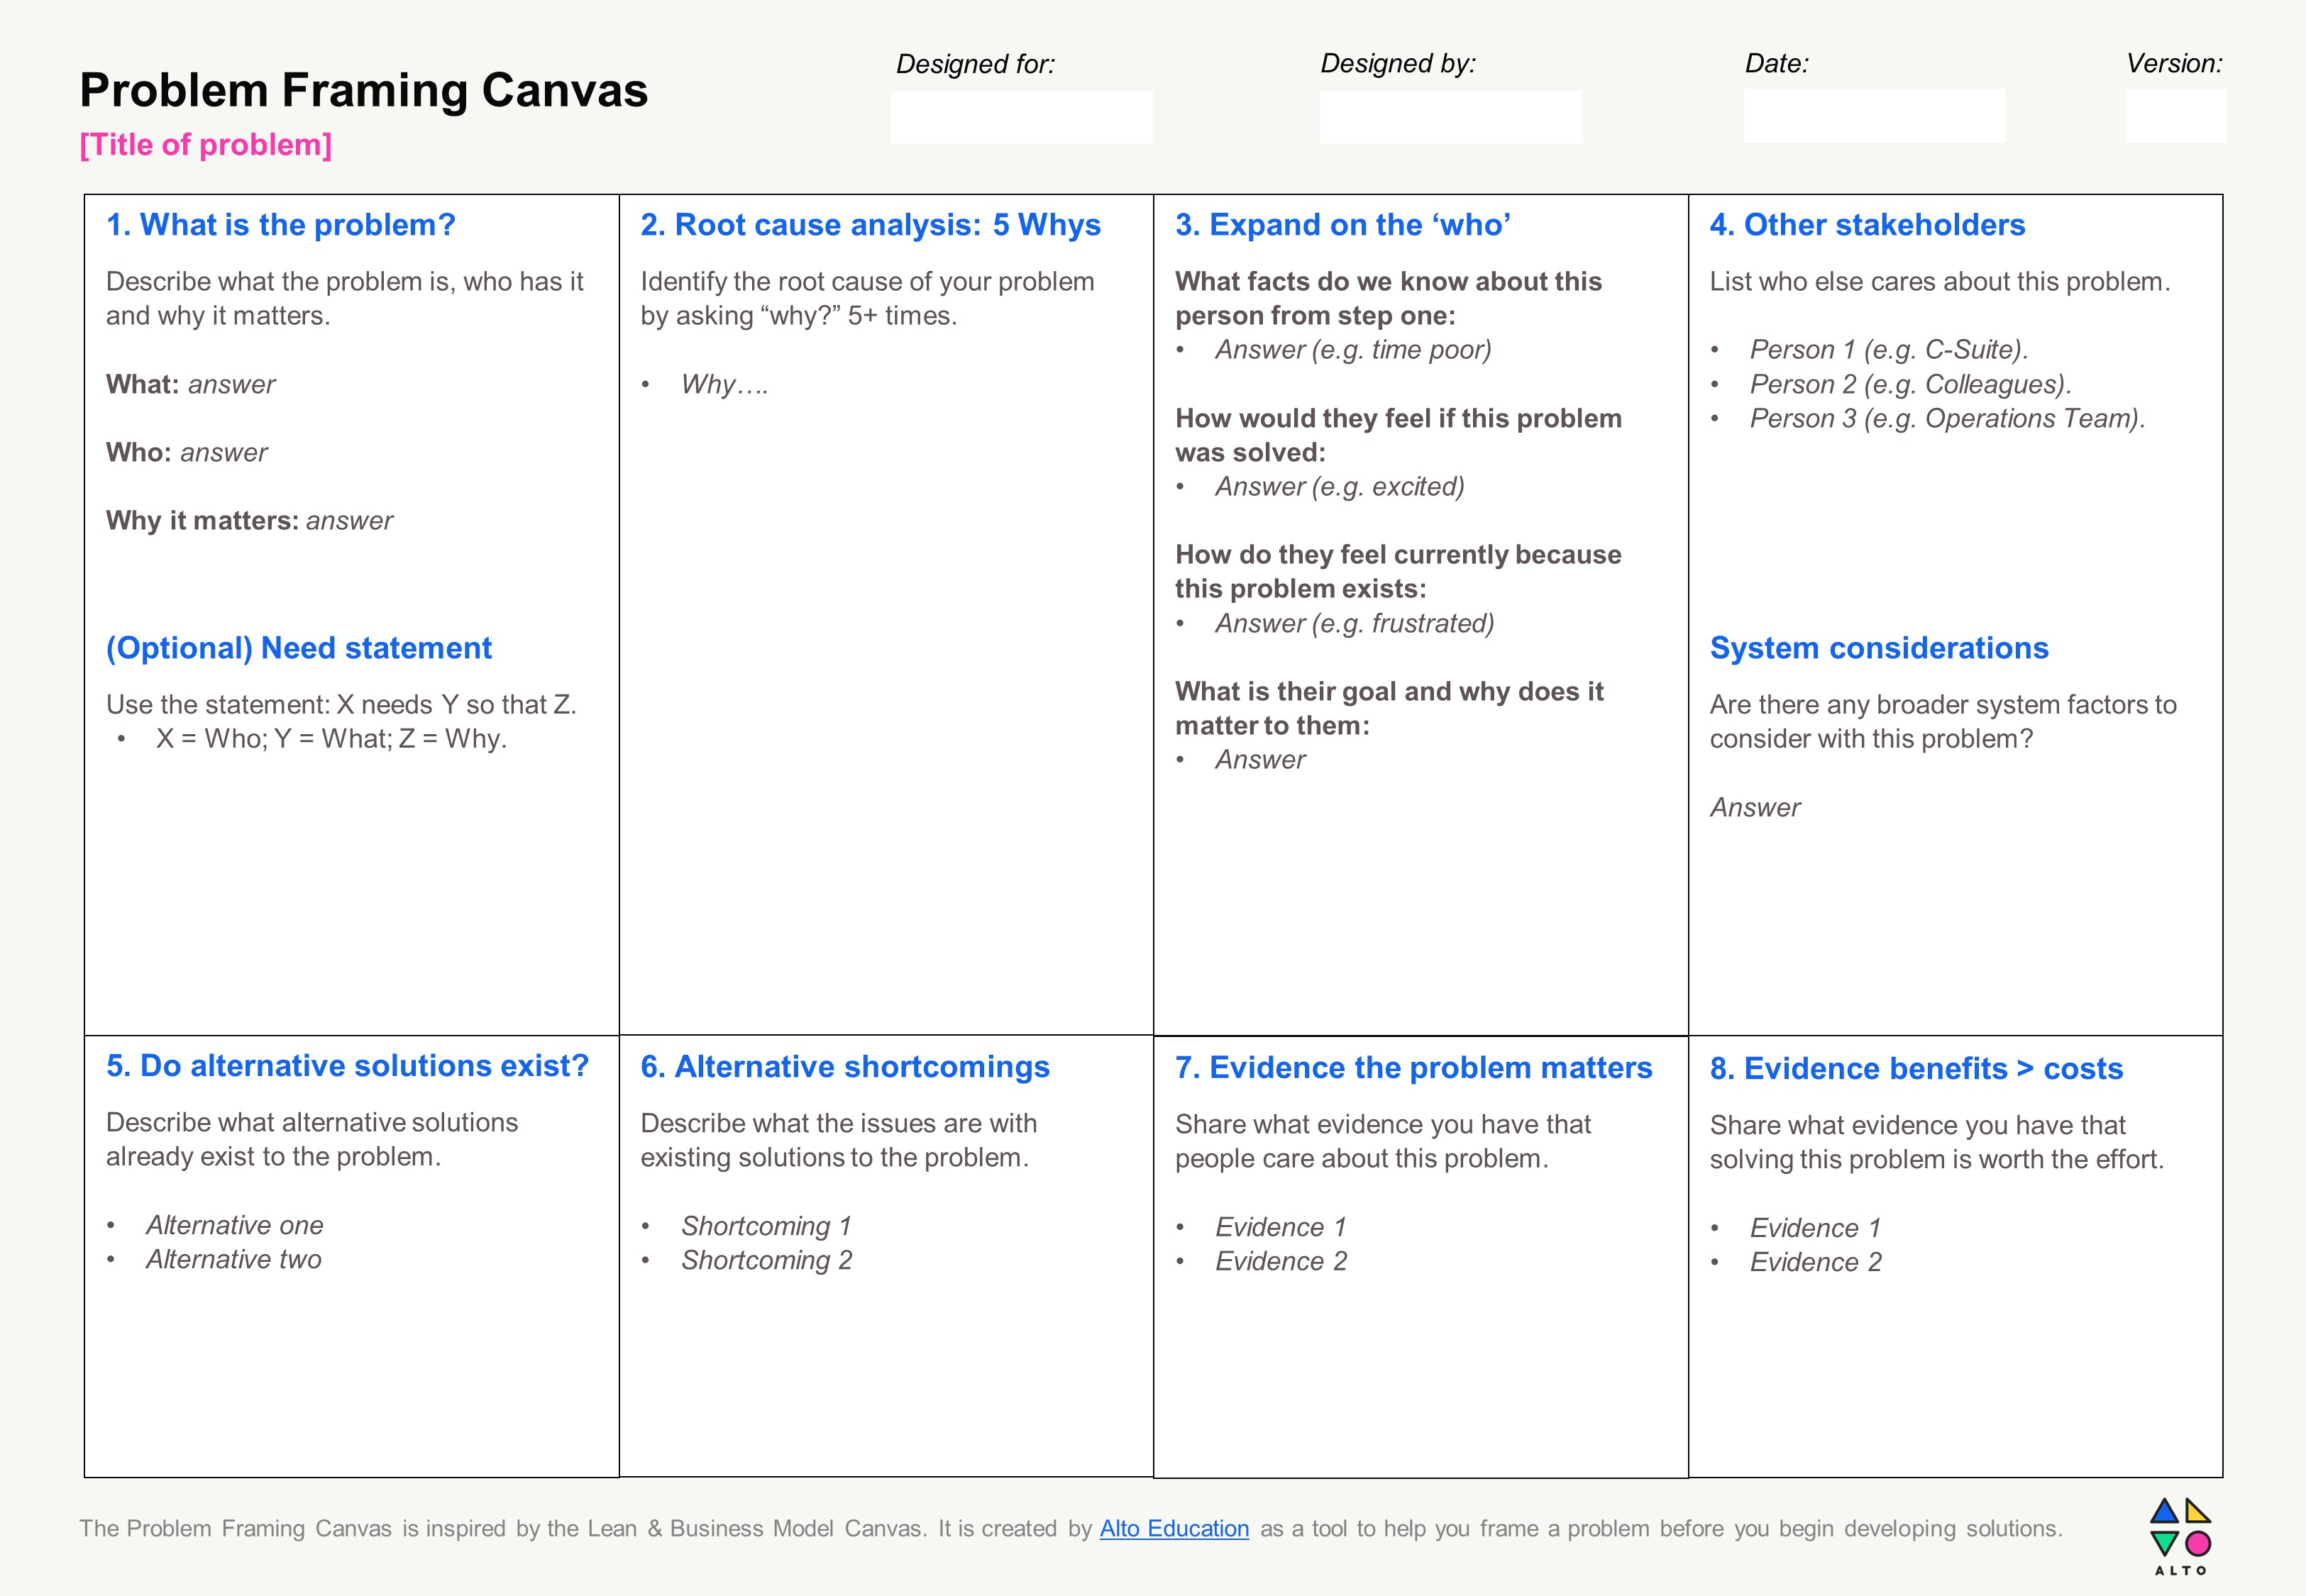 Problem Framing Canvas
[Title of problem]
Designed for:
Designed by:
Date:
Version:
1. What is the problem?
Describe what the problem is, who has it
and why it matters.
What: answer
Who: answer
Why it matters: answer
(Optional) Need statement
Use the statement: X needs Y so that Z.
• X = Who; Y = What; Z = Why.
2. Root cause analysis: 5 Whys
Identify the root cause of your problem
by asking “why?” 5+ times.
• Why….
3. Expand on the ‘who’
What facts do we know about this
person from step one:
• Answer (e.g. time poor)
How would they feel if this problem
was solved:
• Answer (e.g. excited)
How do they feel currently because
this problem exists:
• Answer (e.g. frustrated)
What is their goal and why does it
matter to them:
• Answer
4. Other stakeholders
List who else cares about this problem.
• Person 1 (e.g. C-Suite).
• Person 2 (e.g. Colleagues).
• Person 3 (e.g. Operations Team).
System considerations
Are there any broader system factors to
consider with this problem?
Answer
5. Do alternative solutions exist?
Describe what alternative solutions
already exist to the problem.
• Alternative one
• Alternative two
6. Alternative shortcomings
Describe what the issues are with
existing solutions to the problem.
• Shortcoming 1
• Shortcoming 2
7. Evidence the problem matters
Share what evidence you have that
people care about this problem.
• Evidence 1
• Evidence 2
8. Evidence benefits > costs
Share what evidence you have that
solving this problem is worth the effort.
• Evidence 1
• Evidence 2
The Problem Framing Canvas is inspired by the Lean & Business Model Canvas. It is created by Alto Education as a tool to help you frame a problem before you begin developing solutions.
ALTO